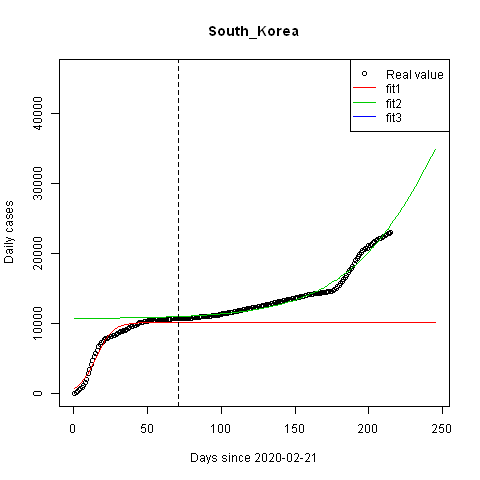 South_Korea
Real value
fit1
fit2
fit3
Daily cases
0
10000
20000
30000
40000
0 50 100 150 200 250
Days since 2020-02-21